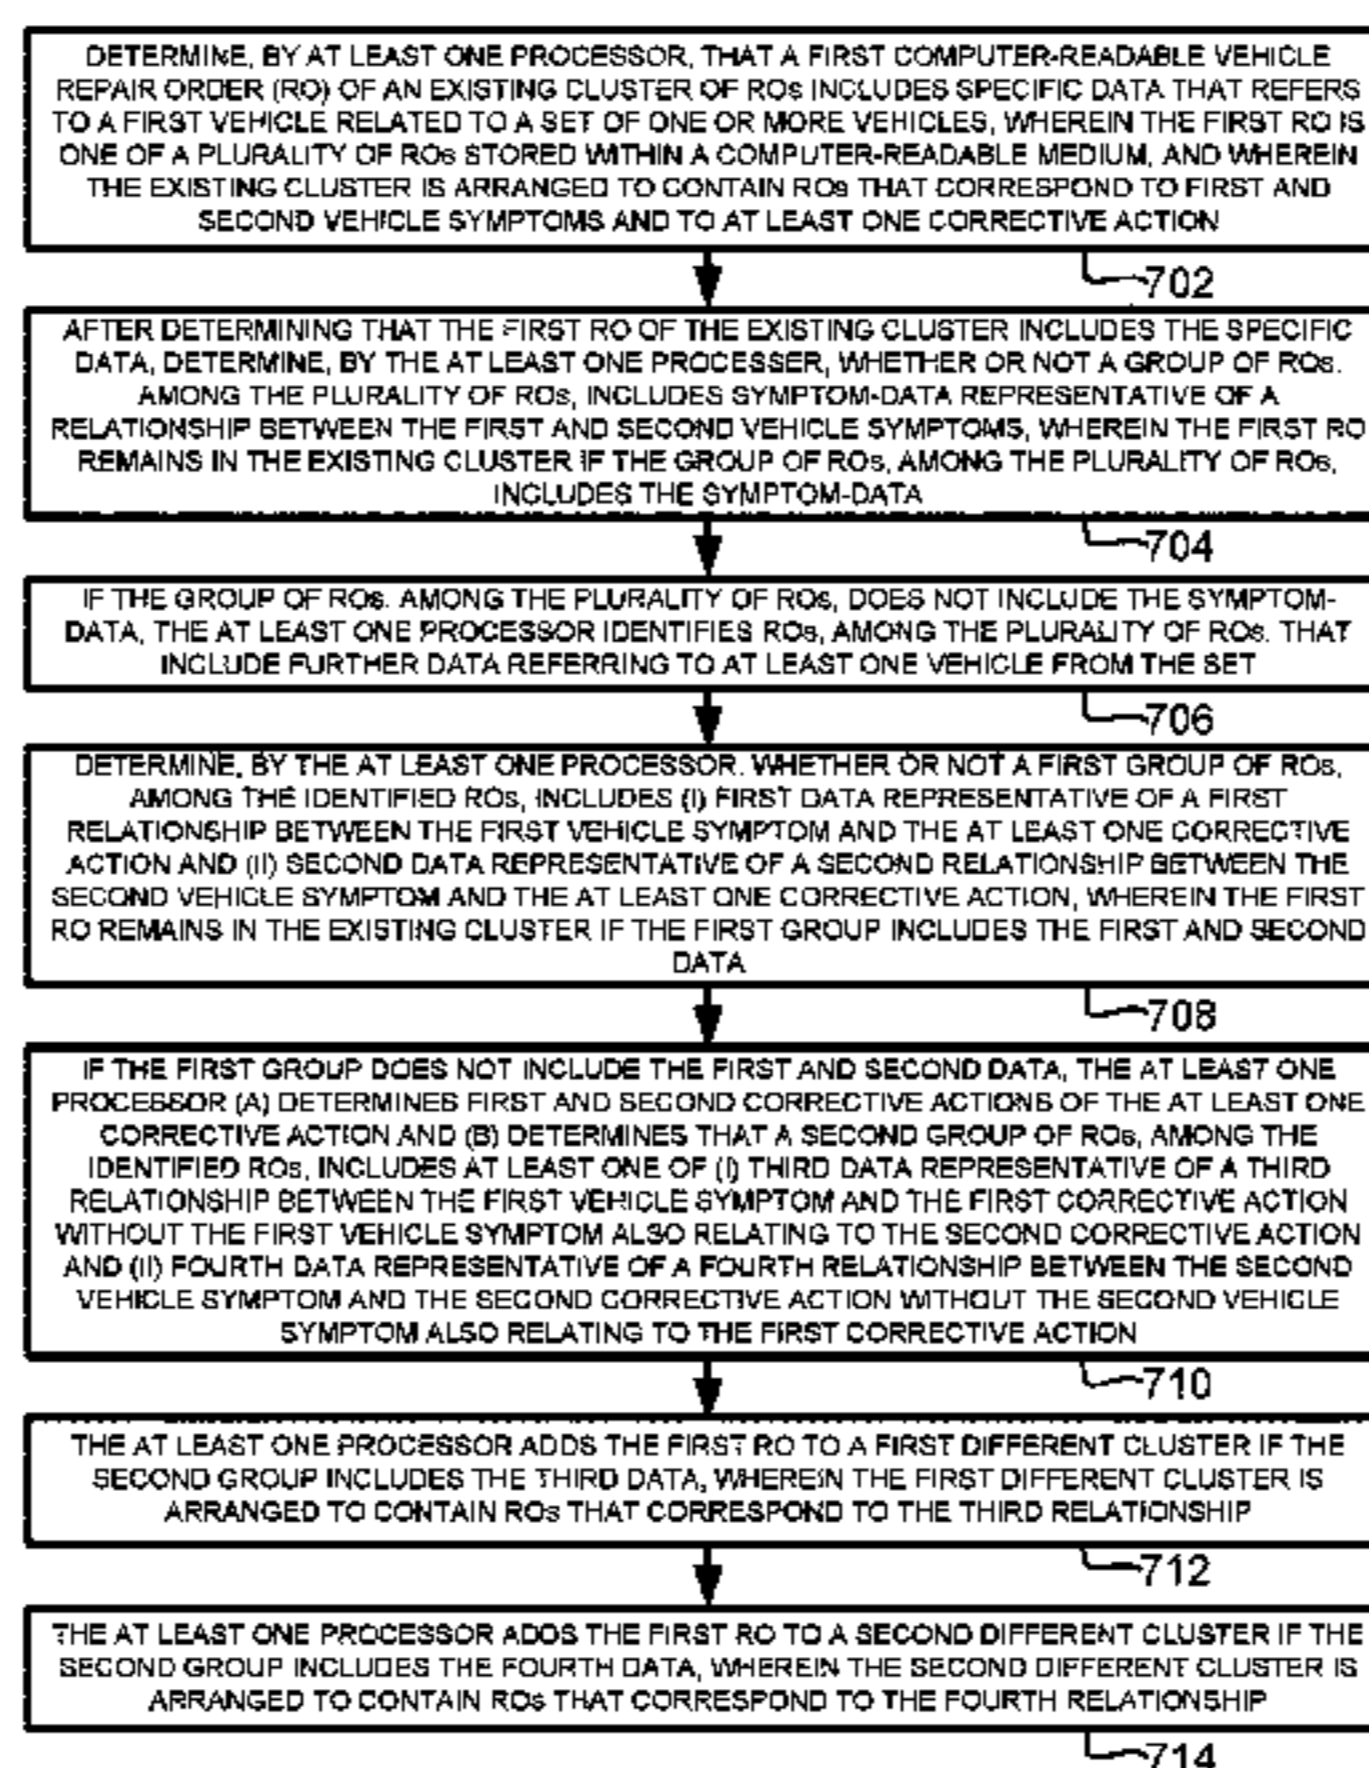 DETERMINE, BY AT LEAST ONE PROCESSOR, THAT A FIRST COMPUTER-READABLE VEHICLE
REPAIR ORDER (RO) OF AN EXISTING CLUSTER OF ROs INCLUDES SPECIFIC DATA THAT REFERS
TO A FIRST VEHICLE RELATED TO A SET OF ONE OR MORE VEHICLES, WHEREIN THE FIRST RO IS
ONE OF A PLURALITY OF ROs STORED WITHIN A COMPUTER-READABLE MEDIUM, AND WHEREIN
THE EXISTING CLUSTER IS ARRANGED TO CONTAIN ROs THAT CORRESPOND TO FIRST AND
SECOND VEHICLE SYMPTOMS AND TO AT LEAST ONE CORRECTIVE ACTION
702
AFTER DETERMINING THAT THE FIRST RO OF THE EXISTING CLUSTER INCLUDES THE SPECIFIC
DATA, DETERMINE, BY THE AT LEAST ONE PROCESSER, WHETHER OR NOT A GROUP OF ROs,
AMONG THE PLURALITY OF ROs, INCLUDES SYMPTOM-DATA REPRESENTATIVE OF A
RELATIONSHIP BETWEEN THE FIRST AND SECOND VEHICLE SYMPTOMS, WHEREIN THE FIRST RO
REMAINS IN THE EXISTING CLUSTER IF THE GROUP OF ROs, AMONG THE PLURALITY OF ROs,
INCLUDES THE SYMPTOM-DATA
704
IF THE GROUP OF ROs, AMONG THE PLURALITY OF ROs, DOES NOT INCLUDE THE SYMPTOM-
DATA, THE AT LEAST ONE PROCESSOR IDENTIFIES ROs, AMONG THE PLURALITY OF ROs, THAT
INCLUDE FURTHER DATA REFERRING TO AT LEAST ONE VEHICLE FROM THE SET
706
DETERMINE, BY THE AT LEAST ONE PROCESSOR, WHETHER OR NOT A FIRST GROUP OF ROs,
AMONG THE IDENTIFIED ROs, INCLUDES (I) FIRST DATA REPRESENTATIVE OF A FIRST
RELATIONSHIP BETWEEN THE FIRST VEHICLE SYMPTOM AND THE AT LEAST ONE CORRECTIVE
ACTION AND (II) SECOND DATA REPRESENTATIVE OF A SECOND RELATIONSHIP BETWEEN THE
SECOND VEHICLE SYMPTOM AND THE AT LEAST ONE CORRECTIVE ACTION, WHEREIN THE FIRST
RO REMAINS IN THE EXISTING CLUSTER IF THE FIRST GROUP INCLUDES THE FIRST AND SECOND
DATA
708
IF THE FIRST GROUP DOES NOT INCLUDE THE FIRST AND SECOND DATA, THE AT LEAST ONE
PROCESSOR (A) DETERMINES FIRST AND SECOND CORRECTIVE ACTIONS OF THE AT LEAST ONE
CORRECTIVE ACTION AND (B) DETERMINES THAT A SECOND GROUP OF ROs, AMONG THE
IDENTIFIED ROs, INCLUDES AT LEAST ONE OF (I) THIRD DATA REPRESENTATIVE OF A THIRD
RELATIONSHIP BETWEEN THE FIRST VEHICLE SYMPTOM AND THE FIRST CORRECTIVE ACTION
WITHOUT THE FIRST VEHICLE SYMPTOM ALSO RELATING TO THE SECOND CORRECTIVE ACTION
AND (II) FOURTH DATA REPRESENTATIVE OF A FOURTH RELATIONSHIP BETWEEN THE SECOND
VEHICLE SYMPTOM AND THE SECOND CORRECTIVE ACTION WITHOUT THE SECOND VEHICLE
SYMPTOM ALSO RELATING TO THE FIRST CORRECTIVE ACTION
710
THE AT LEAST ONE PROCESSOR ADDS THE FIRST RO TO A FIRST DIFFERENT CLUSTER IF THE
SECOND GROUP INCLUDES THE THIRD DATA, WHEREIN THE FIRST DIFFERENT CLUSTER IS
ARRANGED TO CONTAIN ROs THAT CORRESPOND TO THE THIRD RELATIONSHIP
712
THE AT LEAST ONE PROCESSOR ADDS THE FIRST RO TO A SECOND DIFFERENT CLUSTER IF THE
SECOND GROUP INCLUDES THE FOURTH DATA, WHEREIN THE SECOND DIFFERENT CLUSTER IS
ARRANGED TO CONTAIN ROs THAT CORRESPOND TO THE FOURTH RELATIONSHIP
714